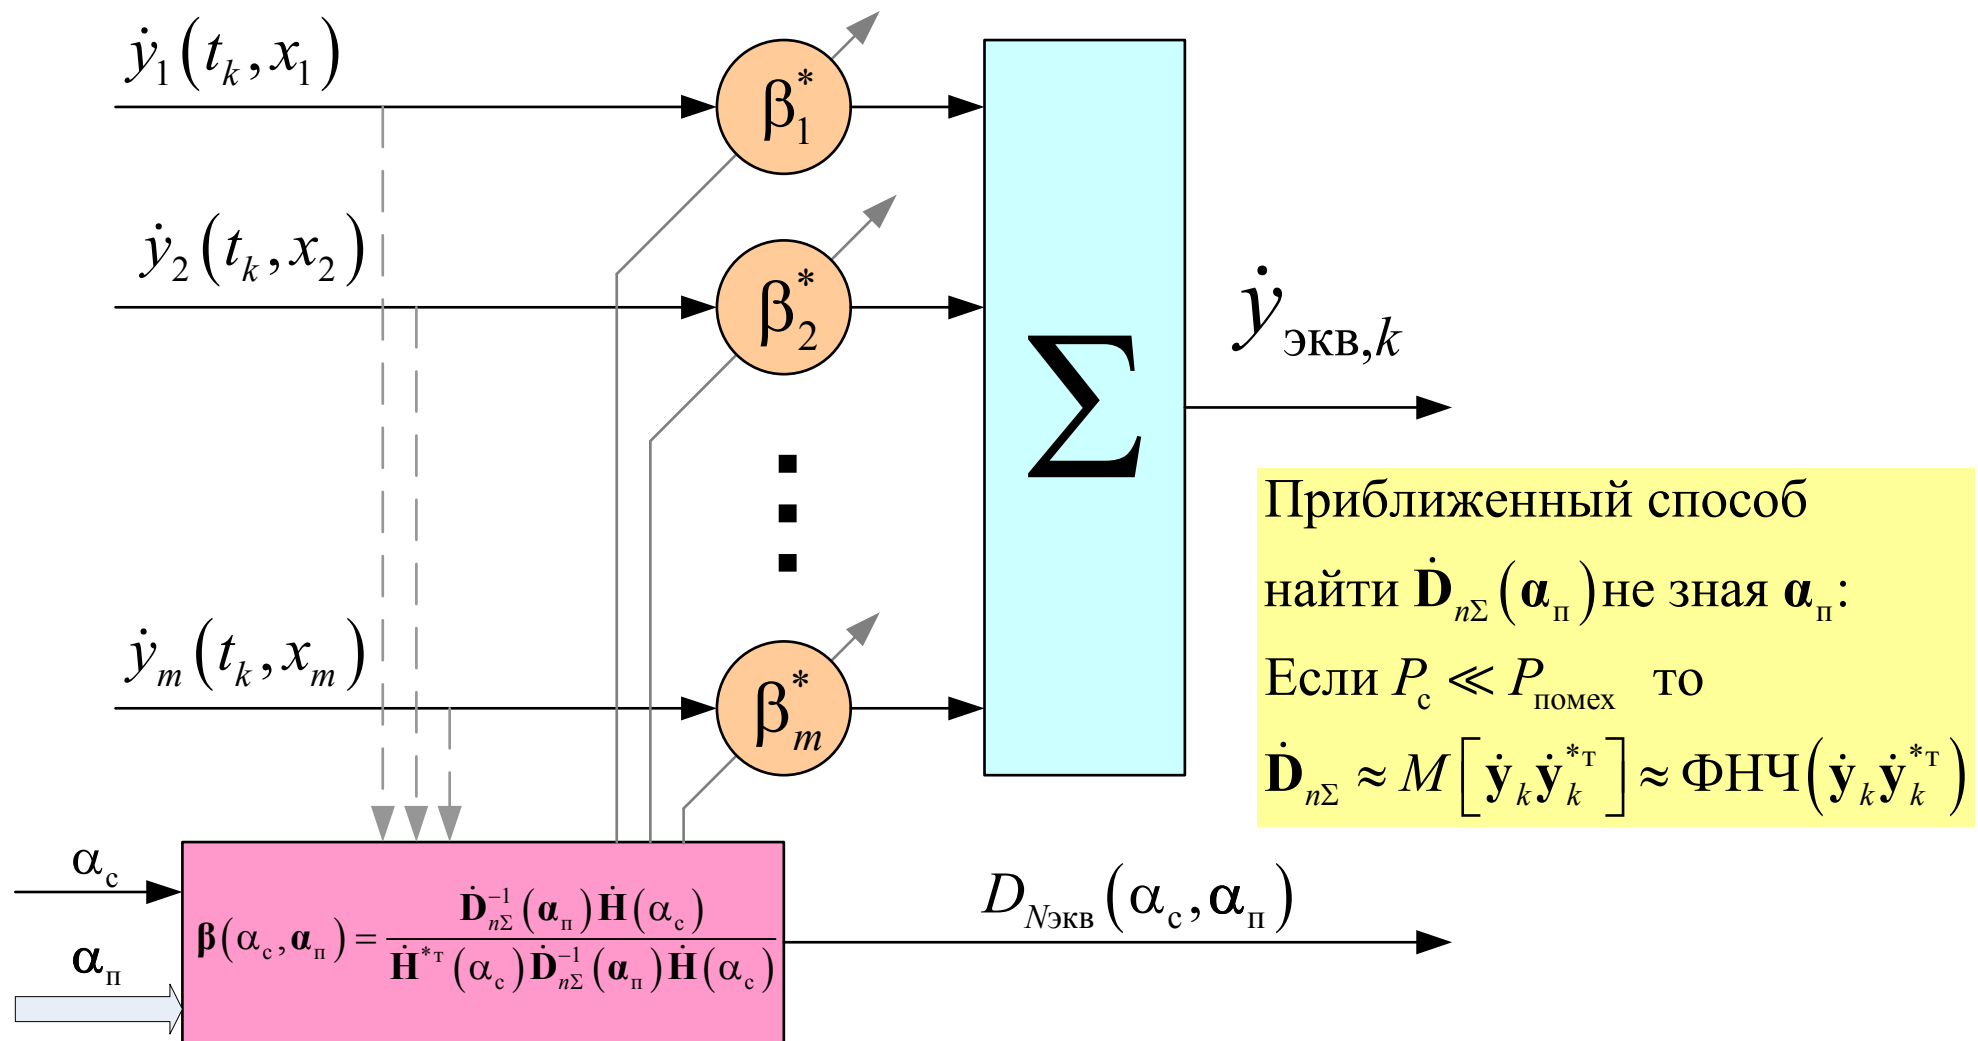 ẏ₁(t_k, x₁)
β₁*
ẏ₂(t_k, x₂)
β₂*
Σ
ẏ_экв,k
⋮
ẏ_m(t_k, x_m)
β_m*
Приближенный способ
найти Ḋ_nΣ(α_п) не зная α_п:
Если P_с ≪ P_помех то
Ḋ_nΣ ≈ M[ẏ_k ẏ_k^*т] ≈ ФНЧ(ẏ_k ẏ_k^*т)
α_с
α_п
β(α_с, α_п) = Ḋ_nΣ^−1(α_п)Ḣ(α_с) / Ḣ^*т(α_с)Ḋ_nΣ^−1(α_п)Ḣ(α_с)
D_Nэкв(α_с, α_п)